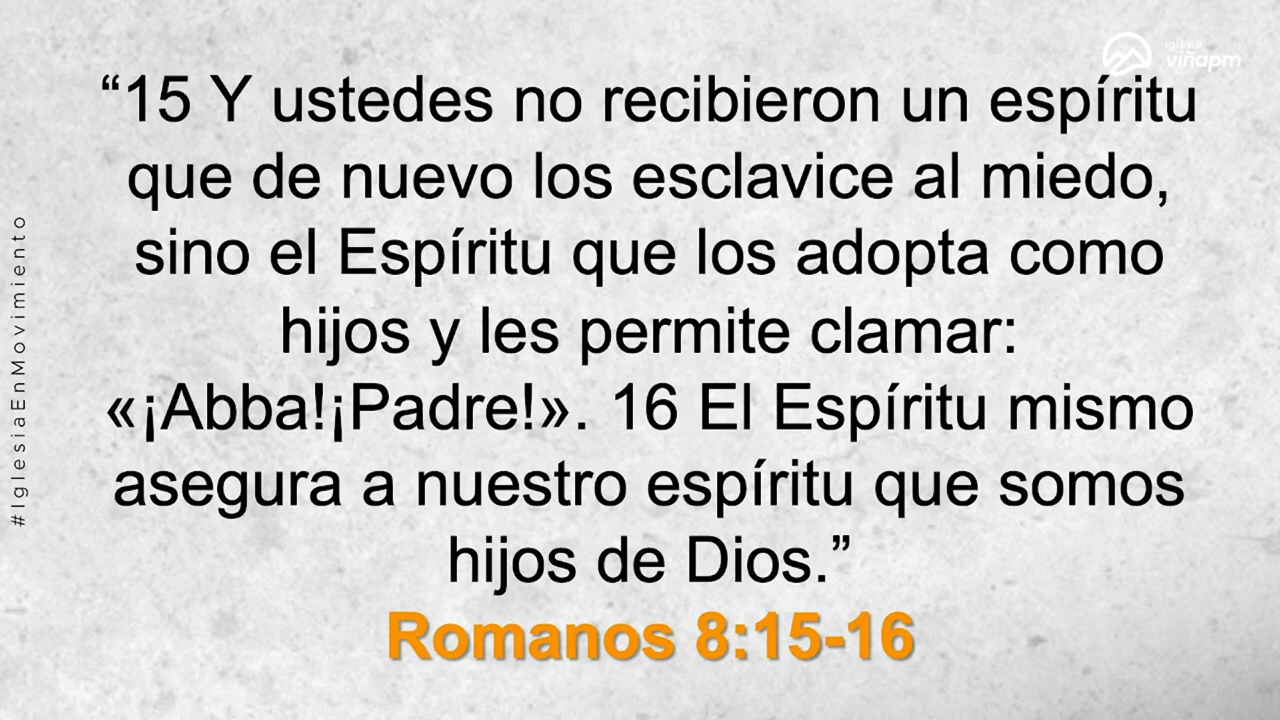 iglesia
viñapm
“15 Y ustedes no recibieron un espíritu
que de nuevo los esclavice al miedo,
sino el Espíritu que los adopta como
hijos y les permite clamar:
«¡Abba!¡Padre!». 16 El Espíritu mismo
asegura a nuestro espíritu que somos
hijos de Dios.”
Romanos 8:15-16
#IglesiaEnMovimiento